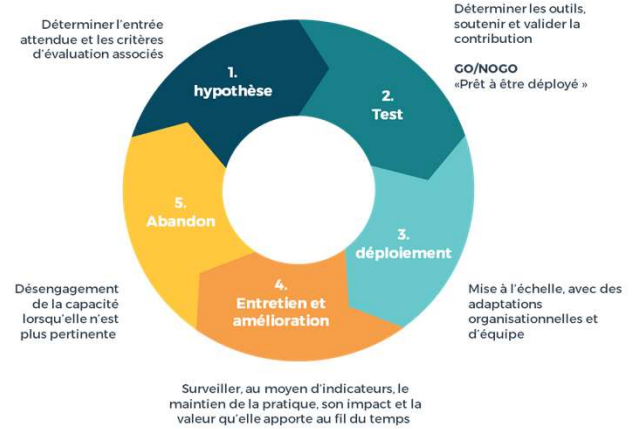 Déterminer l'entrée
attendue et les critères
d'évaluation associés
1.
hypothèse
Déterminer les outils,
soutenir et valider la
contribution
GO/NOGO
«Prêt à être déployé »
2.
Test
3.
déploiement
Mise à l'échelle, avec des
adaptations
organisationnelles et
d'équipe
4.
Entretien et
amélioration
Surveiller, au moyen d'indicateurs, le
maintien de la pratique, son impact et la
valeur qu'elle apporte au fil du temps
5.
Abandon
Désengagement
de la capacité
lorsqu'elle n'est
plus pertinente